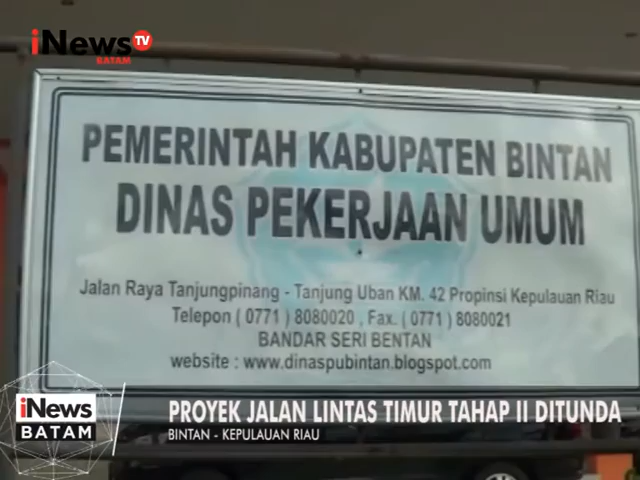 iNews TV
BATAM
PEMERINTAH KABUPATEN BINTAN
DINAS PEKERJAAN UMUM
Jalan Raya Tanjungpinang - Tanjung Uban KM. 42 Propinsi Kepulauan Riau
Telepon ( 0771 ) 8080020 , Fax. ( 0771 ) 8080021
BANDAR SERI BENTAN
website : www.dinaspubintan.blogspot.com
iNews
BATAM
PROYEK JALAN LINTAS TIMUR TAHAP II DITUNDA
BINTAN - KEPULAUAN RIAU